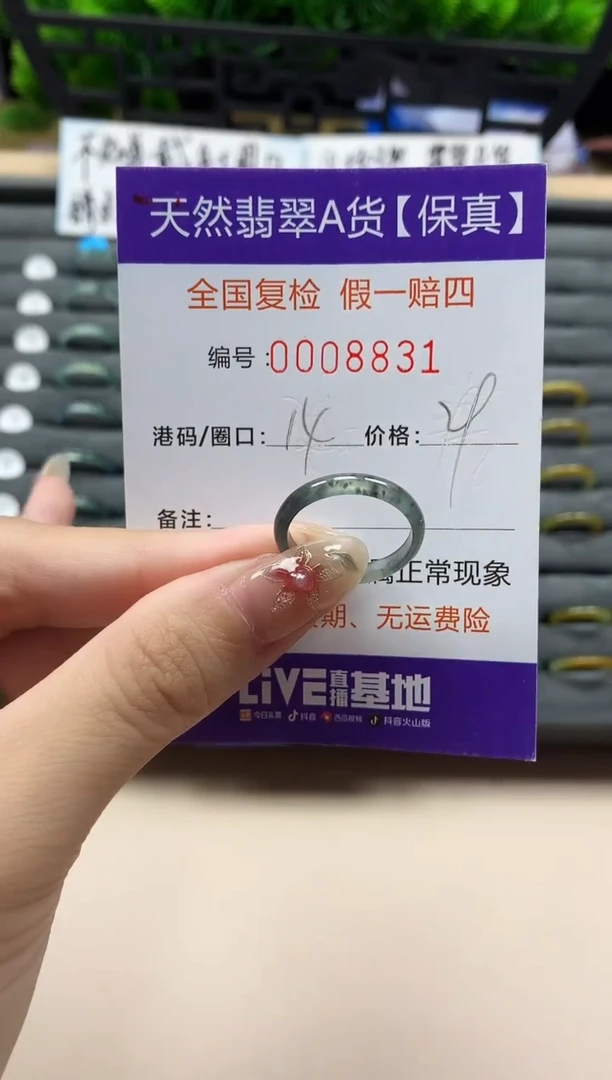 天然翡翠A货【保真】
全国复检 假一赔四
编号:0008831
港码/圈口: 14 价格:
备注:
正常现象
期、无运费险
LiVE直播基地
今日头条 抖音 西瓜视频 抖音火山版